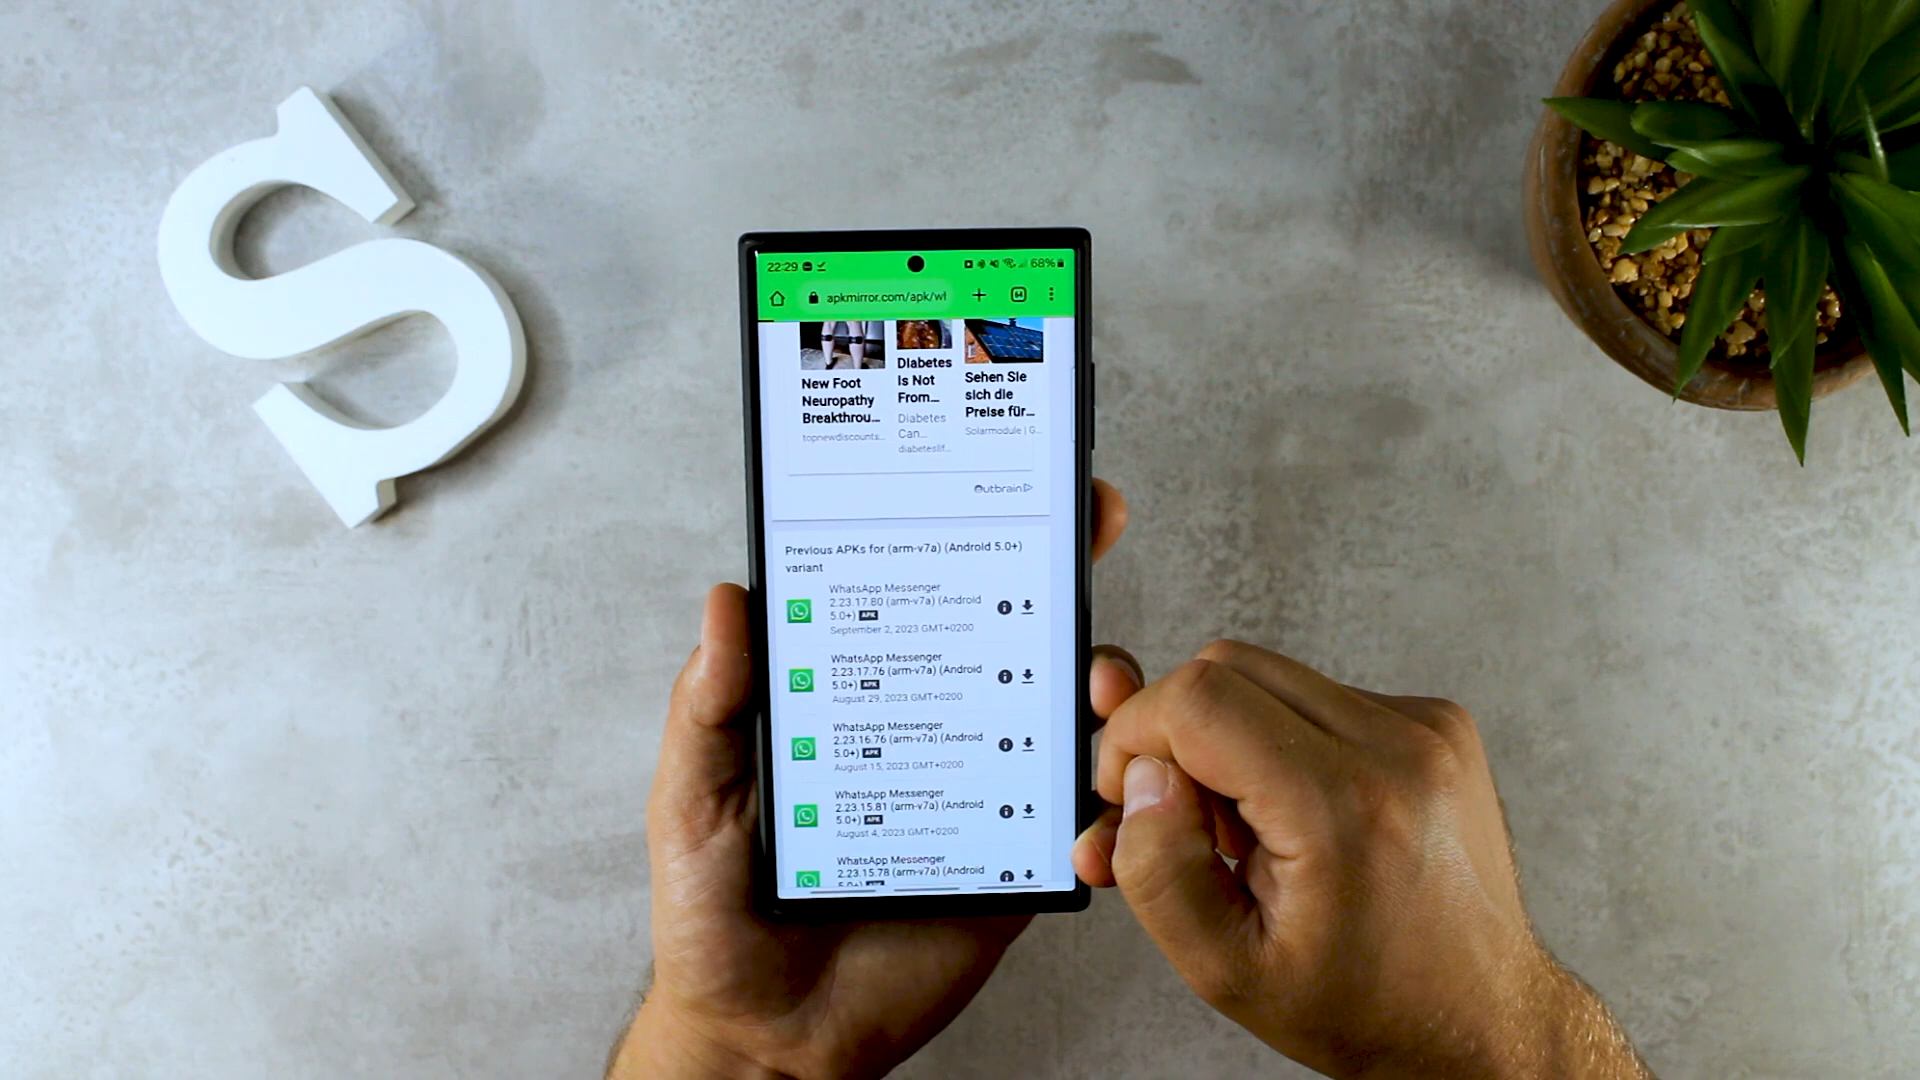 S
22:29
68%
apkmirror.com/apk/wl
New Foot
Neuropathy
Breakthrou...
topnewdiscounts...
Diabetes
Is Not
From...
Diabetes
Can...
diabeteslif...
Sehen Sie
sich die
Preise für...
Solarmodule | G...
Outbrain
Previous APKs for (arm-v7a) (Android 5.0+)
variant
WhatsApp Messenger
2.23.17.80 (arm-v7a) (Android
5.0+) APK
September 2, 2023 GMT+0200
WhatsApp Messenger
2.23.17.76 (arm-v7a) (Android
5.0+) APK
August 29, 2023 GMT+0200
WhatsApp Messenger
2.23.16.76 (arm-v7a) (Android
5.0+) APK
August 15, 2023 GMT+0200
WhatsApp Messenger
2.23.15.81 (arm-v7a) (Android
5.0+) APK
August 4, 2023 GMT+0200
WhatsApp Messenger
2.23.15.78 (arm-v7a) (Android
5.0+)